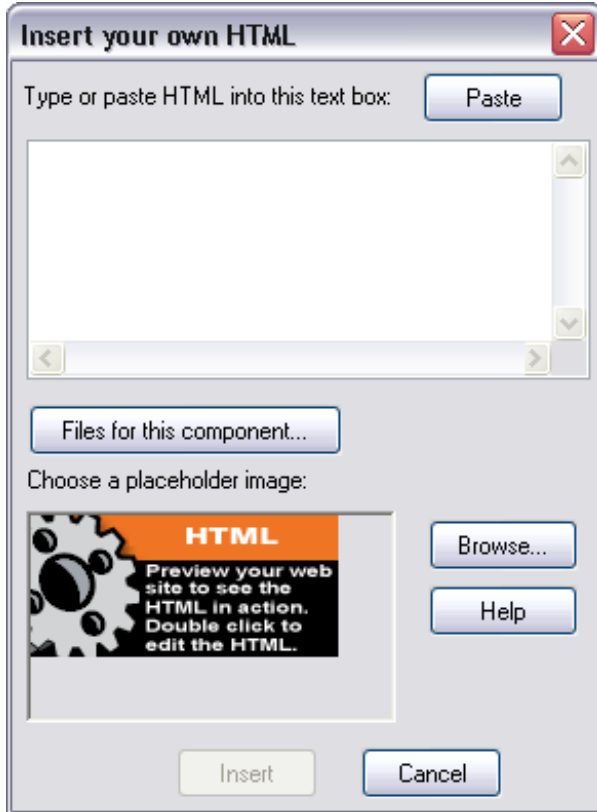 Insert your own HTML
Type or paste HTML into this text box:
Paste
Files for this component...
Choose a placeholder image:
HTML
Preview your web
site to see the
HTML in action.
Double click to
edit the HTML.
Browse...
Help
Insert
Cancel